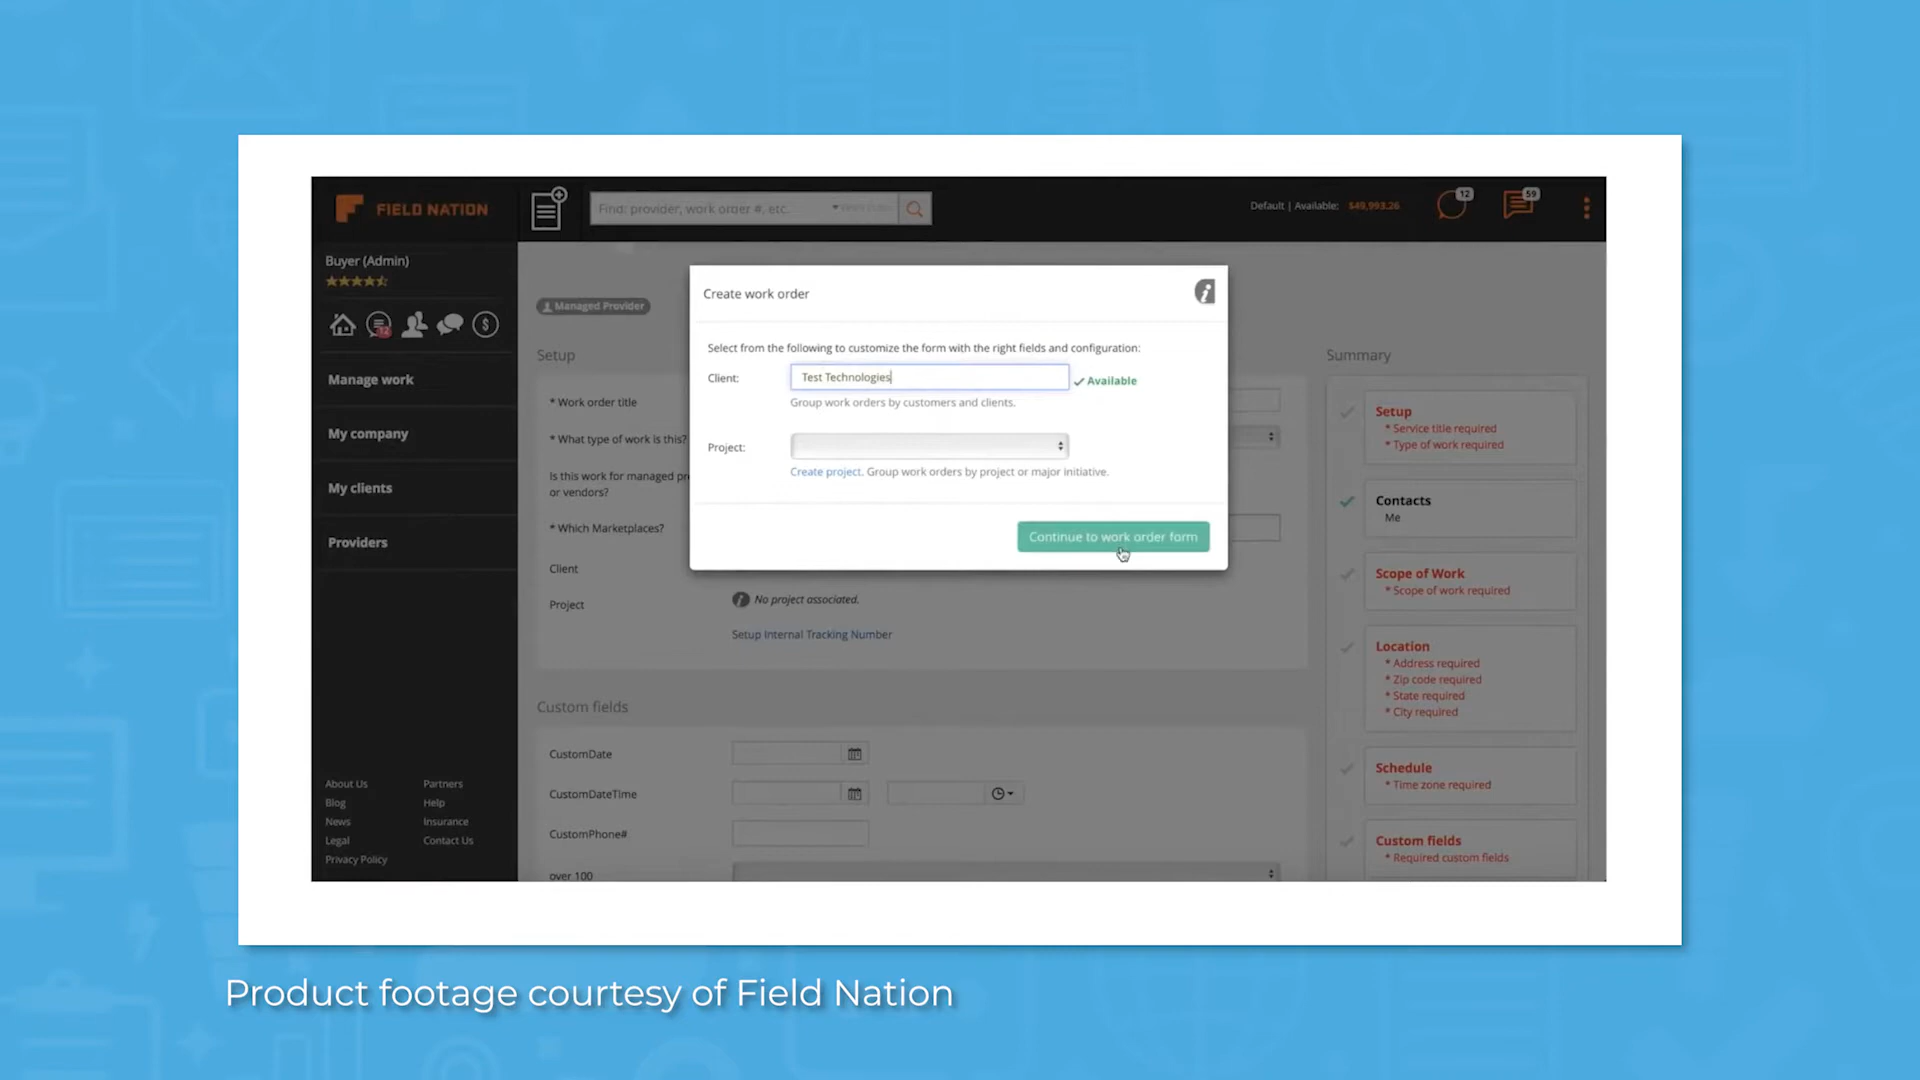 FIELD NATION
Find: provider, work order #, etc.
Default | Available: $49,993.26
12
59
Buyer (Admin)
12
Manage work
My company
My clients
Providers
About Us
Partners
Blog
Help
News
Insurance
Legal
Contact Us
Privacy Policy
Managed Provider
Setup
* Work order title
* What type of work is this?
Is this work for managed pr
or vendors?
* Which Marketplaces?
Client
Project
No project associated.
Setup Internal Tracking Number
Custom fields
CustomDate
CustomDateTime
CustomPhone#
over 100
Create work order
Select from the following to customize the form with the right fields and configuration:
Client:
Test Technologies
Available
Group work orders by customers and clients.
Project:
Create project. Group work orders by project or major initiative.
Continue to work order form
Summary
Setup
* Service title required
* Type of work required
Contacts
Me
Scope of Work
* Scope of work required
Location
* Address required
* Zip code required
* State required
* City required
Schedule
* Time zone required
Custom fields
* Required custom fields
Product footage courtesy of Field Nation